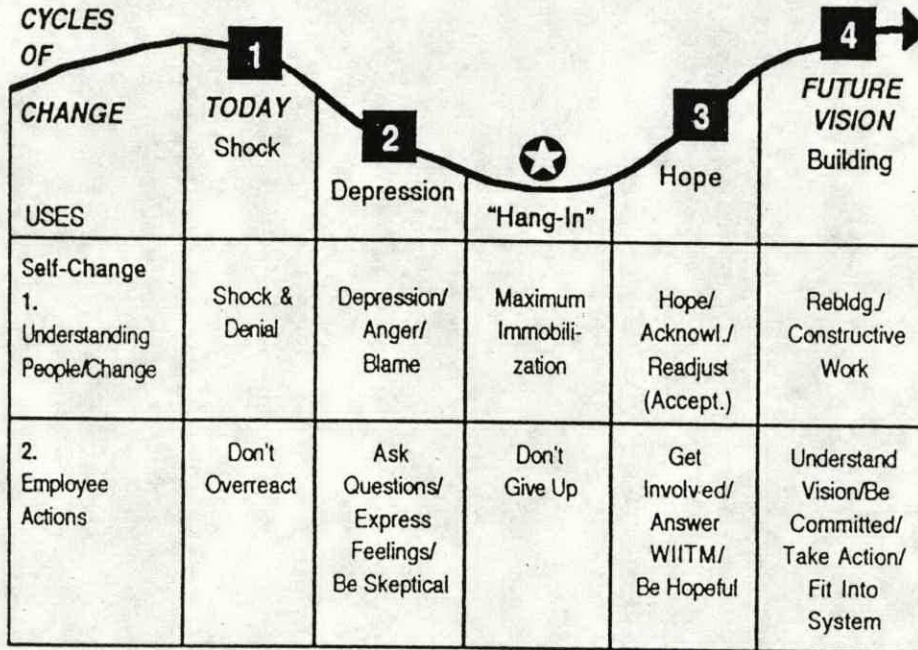 CYCLES
OF
CHANGE
USES
1
TODAY
Shock
2
Depression
"Hang-In"
3
Hope
4
FUTURE
VISION
Building
Self-Change
1.
Understanding
People/Change
Shock &
Denial
Depression/
Anger/
Blame
Maximum
Immobili-
zation
Hope/
Acknowl./
Readjust
(Accept.)
Rebldg./
Constructive
Work
2.
Employee
Actions
Don't
Overreact
Ask
Questions/
Express
Feelings/
Be Skeptical
Don't
Give Up
Get
Involved/
Answer
WIITM/
Be Hopeful
Understand
Vision/Be
Committed/
Take Action/
Fit Into
System